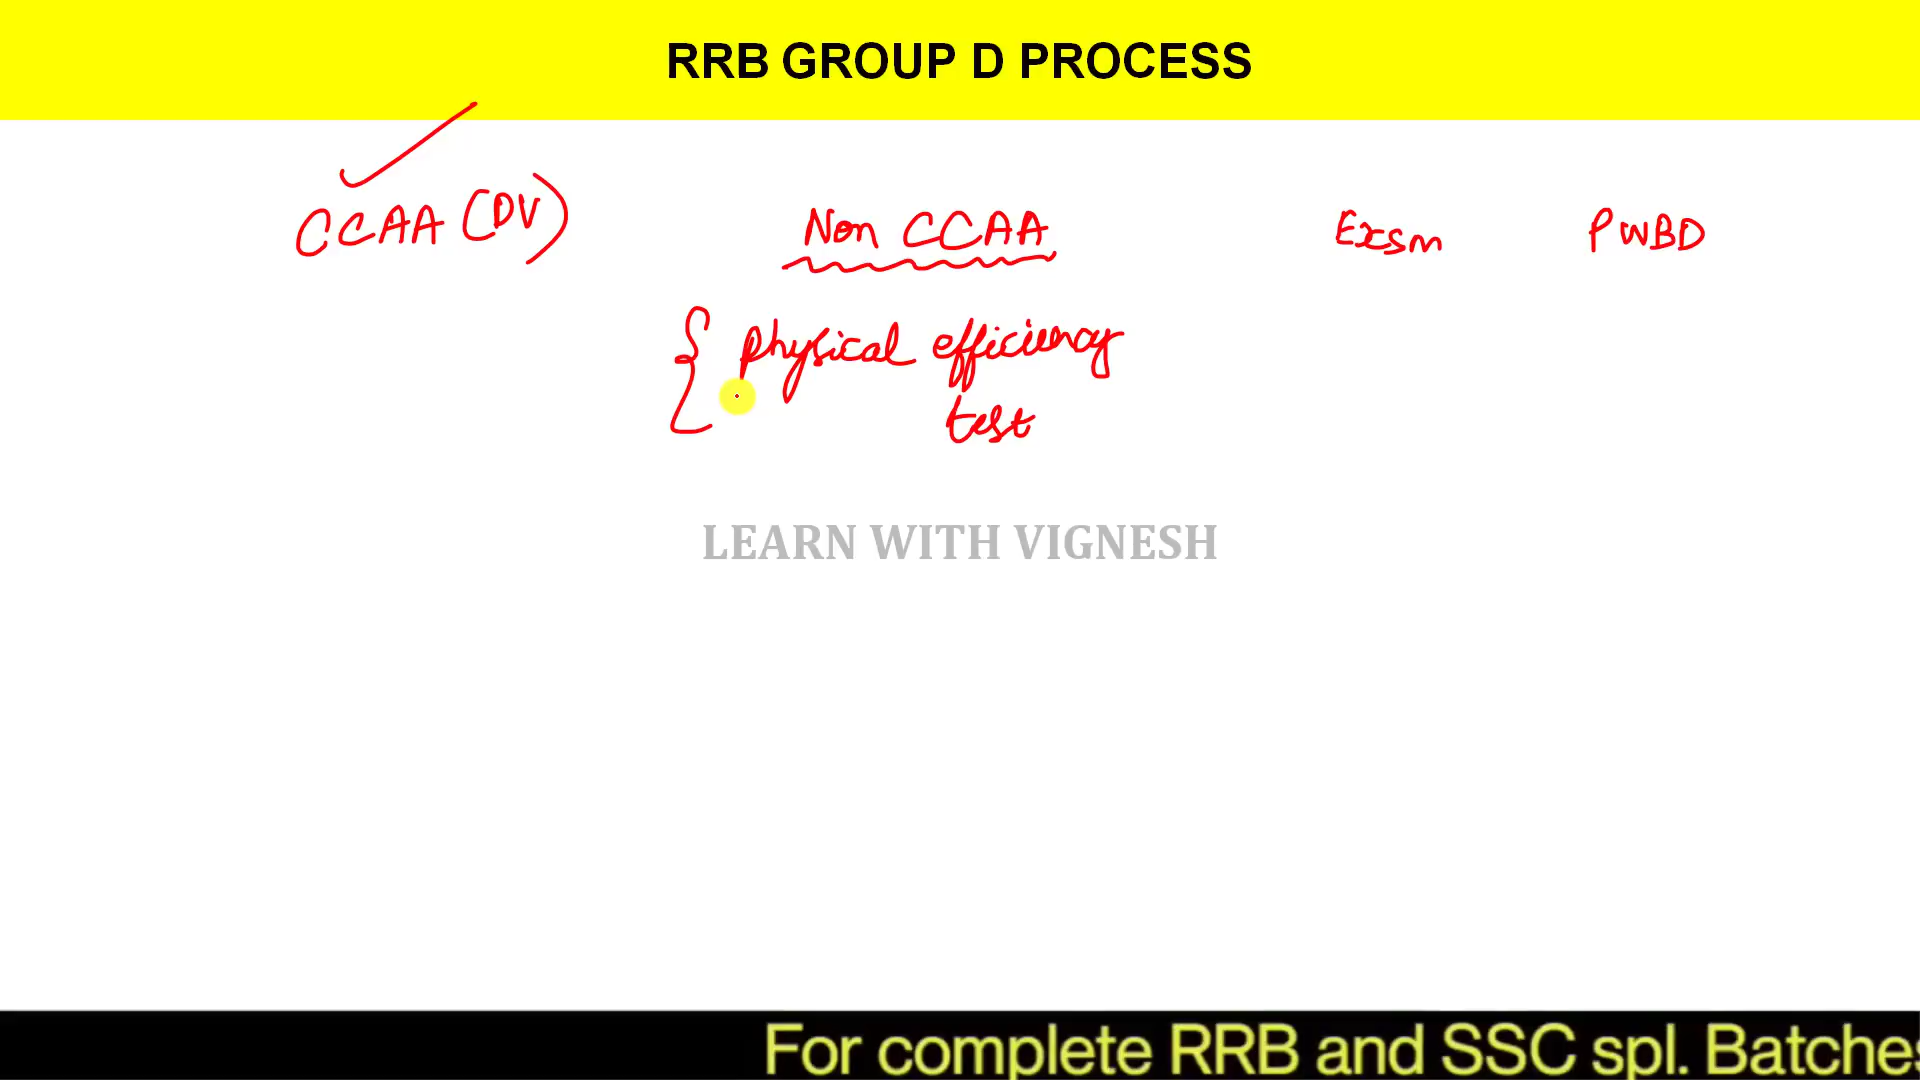 RRB GROUP D PROCESS
CCAA (DV) Non CCAA Exsm PWBD
physical efficiency
test
LEARN WITH VIGNESH
For complete RRB and SSC spl. Batches